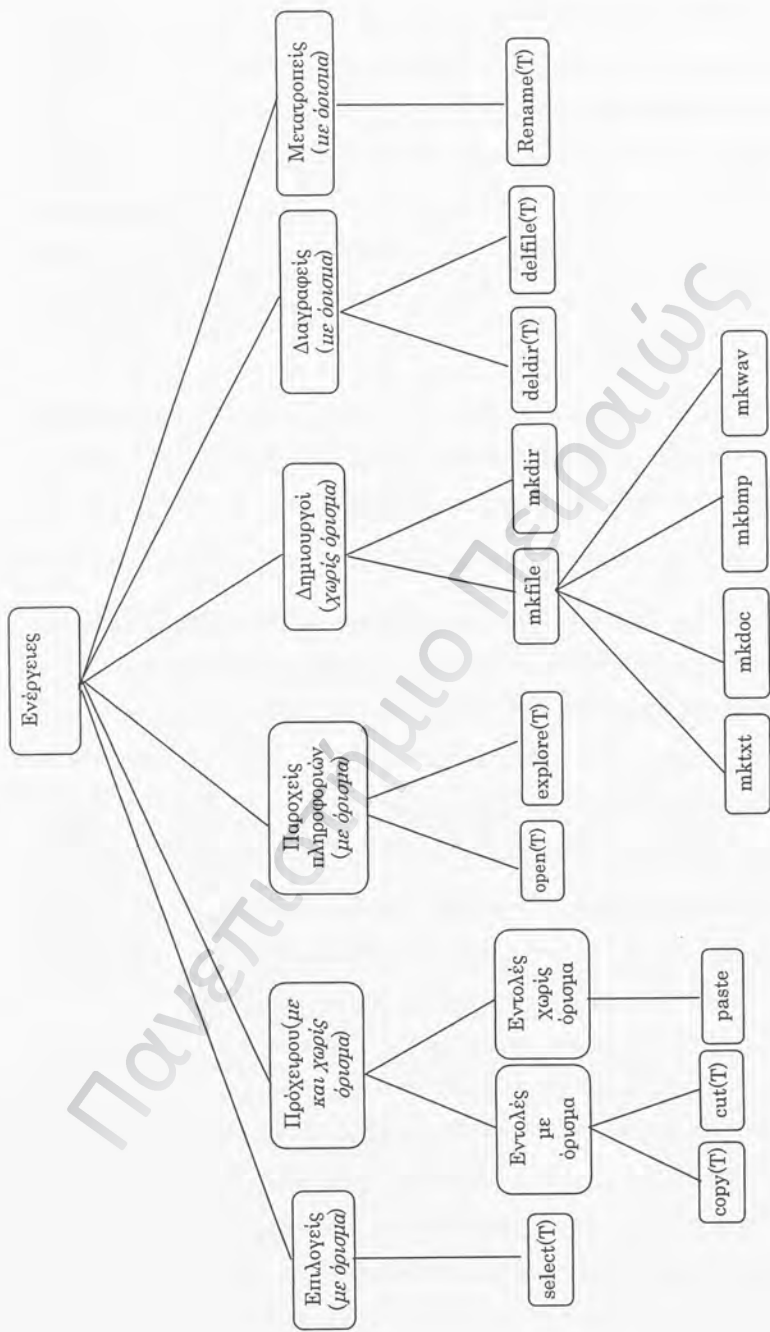 Ενέργειες
Επιλογείς
(με όρισμα)
Πρόχειρου(με
και χωρίς
όρισμα)
Παροχείς
πληροφοριών
(με όρισμα)
Δημιουργοί
(χωρίς όρισμα)
Διαγραφείς
(με όρισμα)
Μετατροπείς
(με όρισμα)
select(T)
Εντολές
με
όρισμα
Εντολές
χωρίς
όρισμα
open(T)
explore(T)
mkfile
mkdir
deldir(T)
delfile(T)
Rename(T)
copy(T)
cut(T)
paste
mktxt
mkdoc
mkbmp
mkwav
Πανεπιστήμιο Πειραιώς